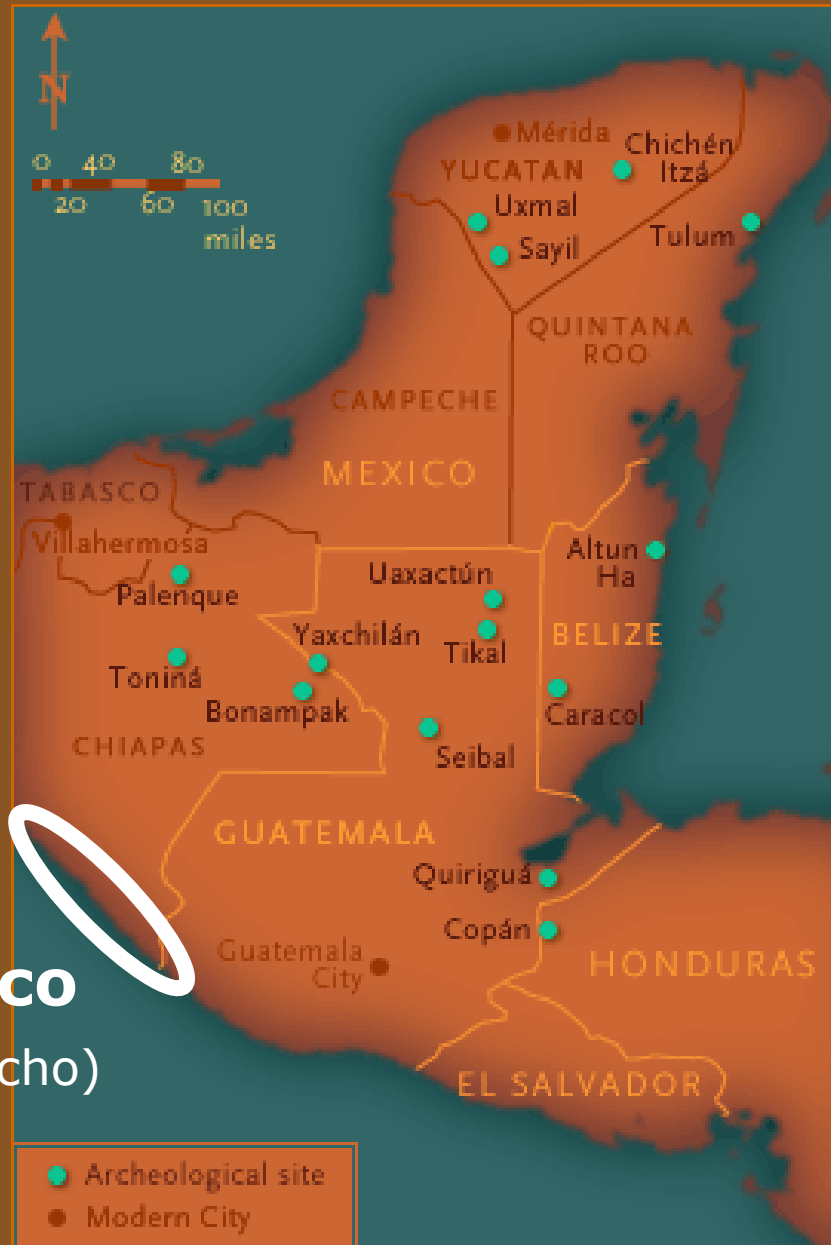 N
0 40 80
20 60 100
miles
Mérida
Chichén
Itzá
YUCATAN
Uxmal
Sayil
Tulum
QUINTANA
ROO
CAMPECHE
MEXICO
TABASCO
Villahermosa
Palenque
Uaxactún
Altun
Ha
Yaxchilán
Tikal
BELIZE
Toniná
Bonampak
Caracol
CHIAPAS
Seibal
GUATEMALA
Quiriguá
Copán
Guatemala
City
HONDURAS
co
cho)
EL SALVADOR
Archeological site
Modern City